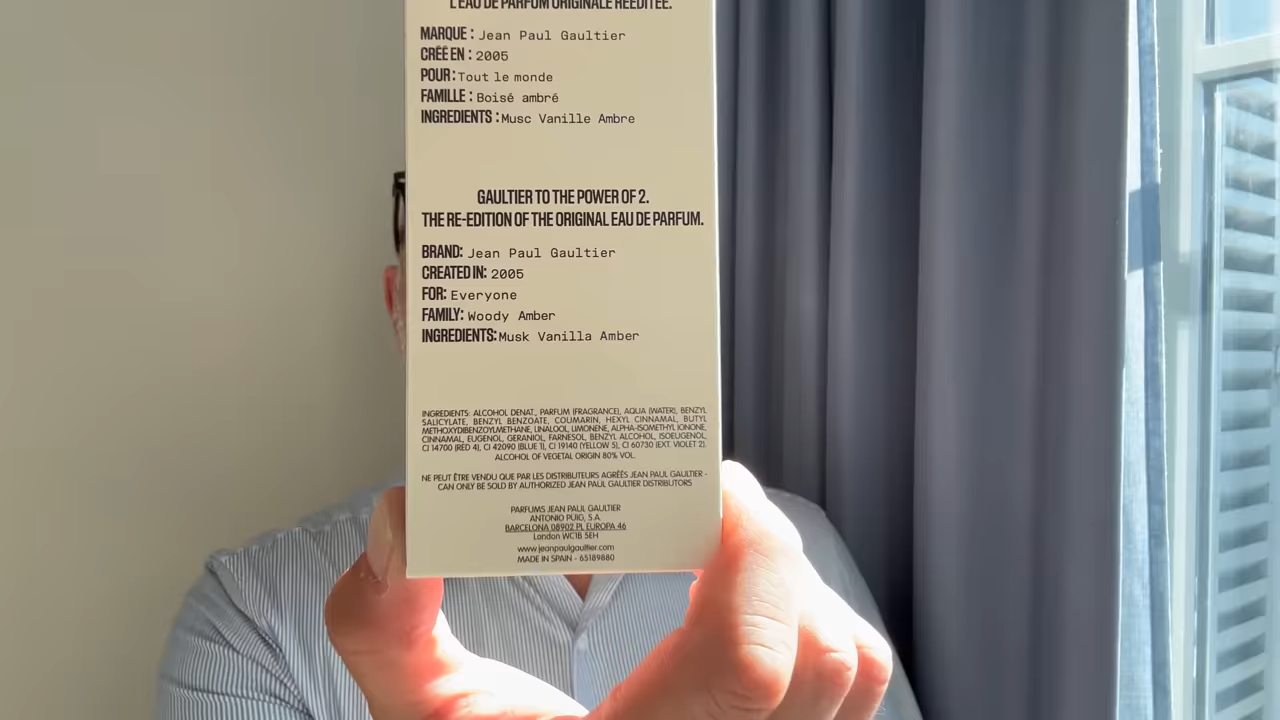 L'EAU DE PARFUM ORIGINALE RÉÉDITÉE.
MARQUE : Jean Paul Gaultier
CRÉÉ EN : 2005
POUR : Tout le monde
FAMILLE : Boisé ambré
INGREDIENTS : Musc Vanille Ambre
GAULTIER TO THE POWER OF 2.
THE RE-EDITION OF THE ORIGINAL EAU DE PARFUM.
BRAND: Jean Paul Gaultier
CREATED IN: 2005
FOR: Everyone
FAMILY: Woody Amber
INGREDIENTS: Musk Vanilla Amber
INGREDIENTS: ALCOHOL DENAT., PARFUM (FRAGRANCE), AQUA (WATER), BENZYL
SALICYLATE, BENZYL BENZOATE, COUMARIN, HEXYL CINNAMAL, BUTYL
METHOXYDIBENZOYLMETHANE, LINALOOL, LIMONENE, ALPHA-ISOMETHYL IONONE,
CINNAMAL, EUGENOL, GERANIOL, FARNESOL, BENZYL ALCOHOL, ISOEUGENOL,
CI 14700 (RED 4), CI 42090 (BLUE 1), CI 19140 (YELLOW 5), CI 60730 (EXT. VIOLET 2).
ALCOHOL OF VEGETAL ORIGIN 80% VOL.
NE PEUT ÊTRE VENDU QUE PAR LES DISTRIBUTEURS AGRÉÉS JEAN PAUL GAULTIER -
CAN ONLY BE SOLD BY AUTHORIZED JEAN PAUL GAULTIER DISTRIBUTORS
PARFUMS JEAN PAUL GAULTIER
ANTONIO PUIG, S.A.
BARCELONA 08902 PL EUROPA 46
London WC1B 5EH
www.jeanpaulgaultier.com
MADE IN SPAIN - 65189880